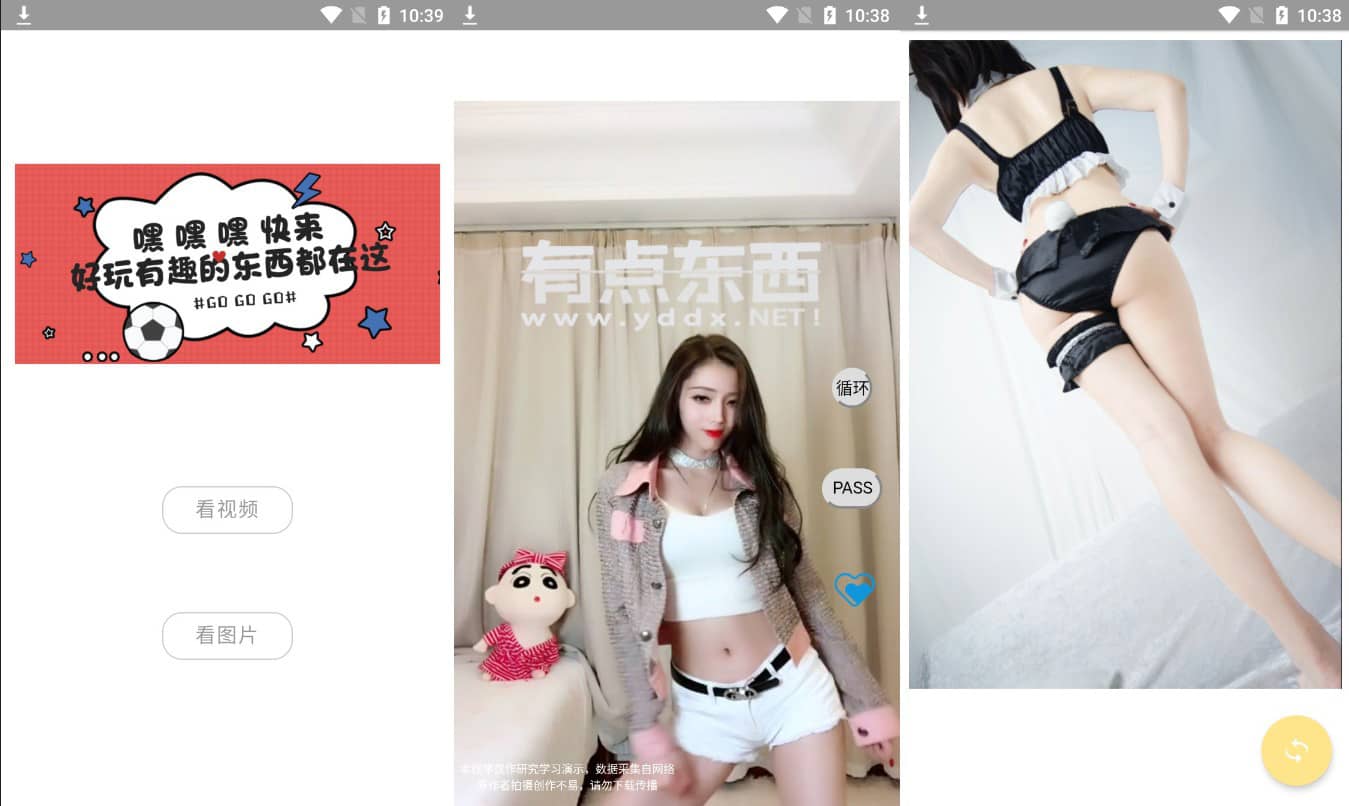 10:39
嘿 嘿 嘿 快来
好玩有趣的东西都在这
#GO GO GO#
看视频
看图片
10:38
有点东西
www.yddx.NET!
循环
PASS
本程序仅作研究学习演示，数据采集自网络
原作者拍摄创作不易，请勿下载传播
10:38